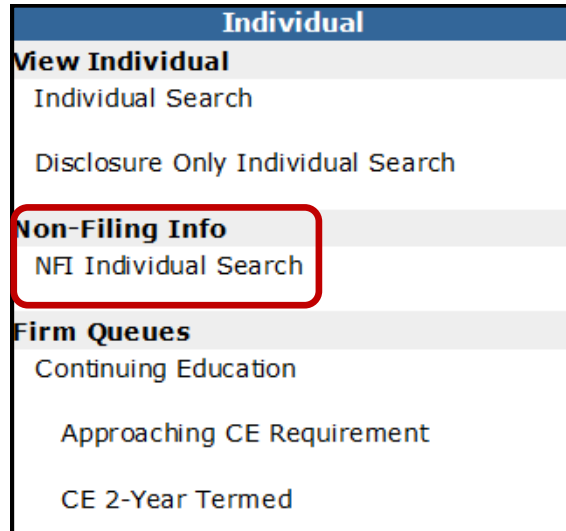 Individual
View Individual
Individual Search
Disclosure Only Individual Search
Non-Filing Info
NFI Individual Search
Firm Queues
Continuing Education
Approaching CE Requirement
CE 2-Year Termed